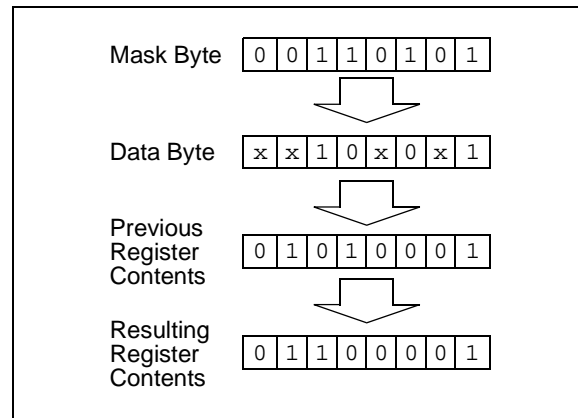 Mask Byte 0 0 1 1 0 1 0 1
Data Byte x x 1 0 x 0 x 1
Previous
Register 0 1 0 1 0 0 0 1
Contents
Resulting
Register 0 1 1 0 0 0 0 1
Contents